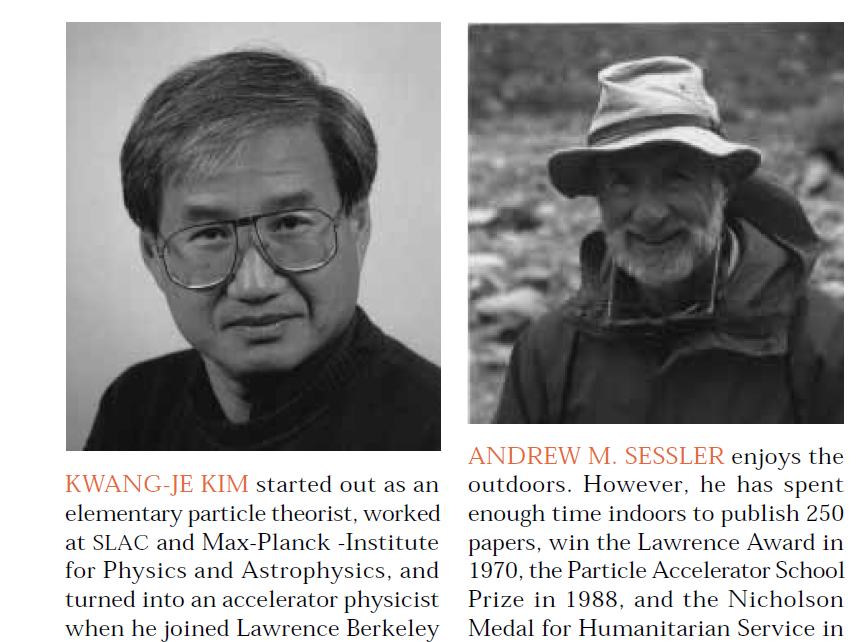 KWANG-JE KIM started out as an
elementary particle theorist, worked
at SLAC and Max-Planck -Institute
for Physics and Astrophysics, and
turned into an accelerator physicist
when he joined Lawrence Berkeley
ANDREW M. SESSLER enjoys the
outdoors. However, he has spent
enough time indoors to publish 250
papers, win the Lawrence Award in
1970, the Particle Accelerator School
Prize in 1988, and the Nicholson
Medal for Humanitarian Service in